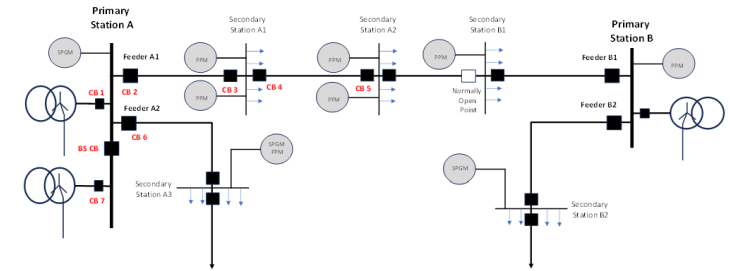 Primary
Station A
Secondary
Station A1
Secondary
Station A2
Secondary
Station B1
Primary
Station B
SPGM
Feeder A1
PPM
PPM
PPM
Feeder B1
PPM
CB 1
CB 2
CB 3
CB 4
CB 5
PPM
PPM
Normally
Open
Point
Feeder A2
Feeder B2
CB 6
BS CB
SPGM
PPM
SPGM
Secondary
Station A3
CB 7
Secondary
Station B2